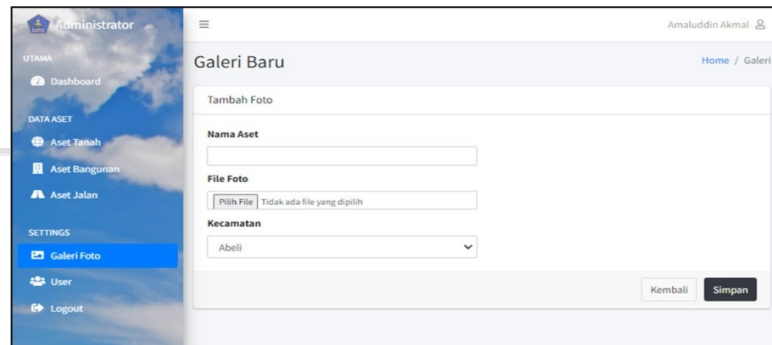 Administrator
Amaluddin Akmal
UTAMA
Dashboard
DATA ASET
Aset Tanah
Aset Bangunan
Aset Jalan
SETTINGS
Galeri Foto
User
Logout
Galeri Baru
Home / Galeri
Tambah Foto
Nama Aset
File Foto
Pilih File Tidak ada file yang dipilih
Kecamatan
Abeli
Kembali Simpan